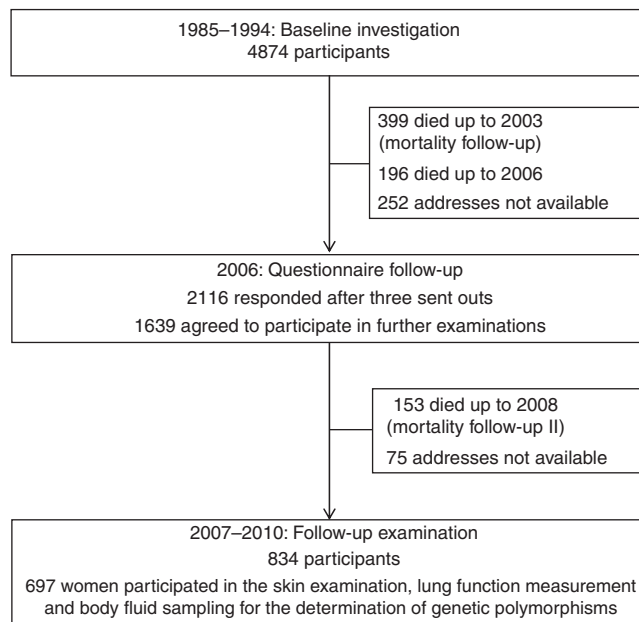 1985–1994: Baseline investigation
4874 participants
399 died up to 2003
(mortality follow-up)
196 died up to 2006
252 addresses not available
2006: Questionnaire follow-up
2116 responded after three sent outs
1639 agreed to participate in further examinations
153 died up to 2008
(mortality follow-up II)
75 addresses not available
2007–2010: Follow-up examination
834 participants
697 women participated in the skin examination, lung function measurement
and body fluid sampling for the determination of genetic polymorphisms